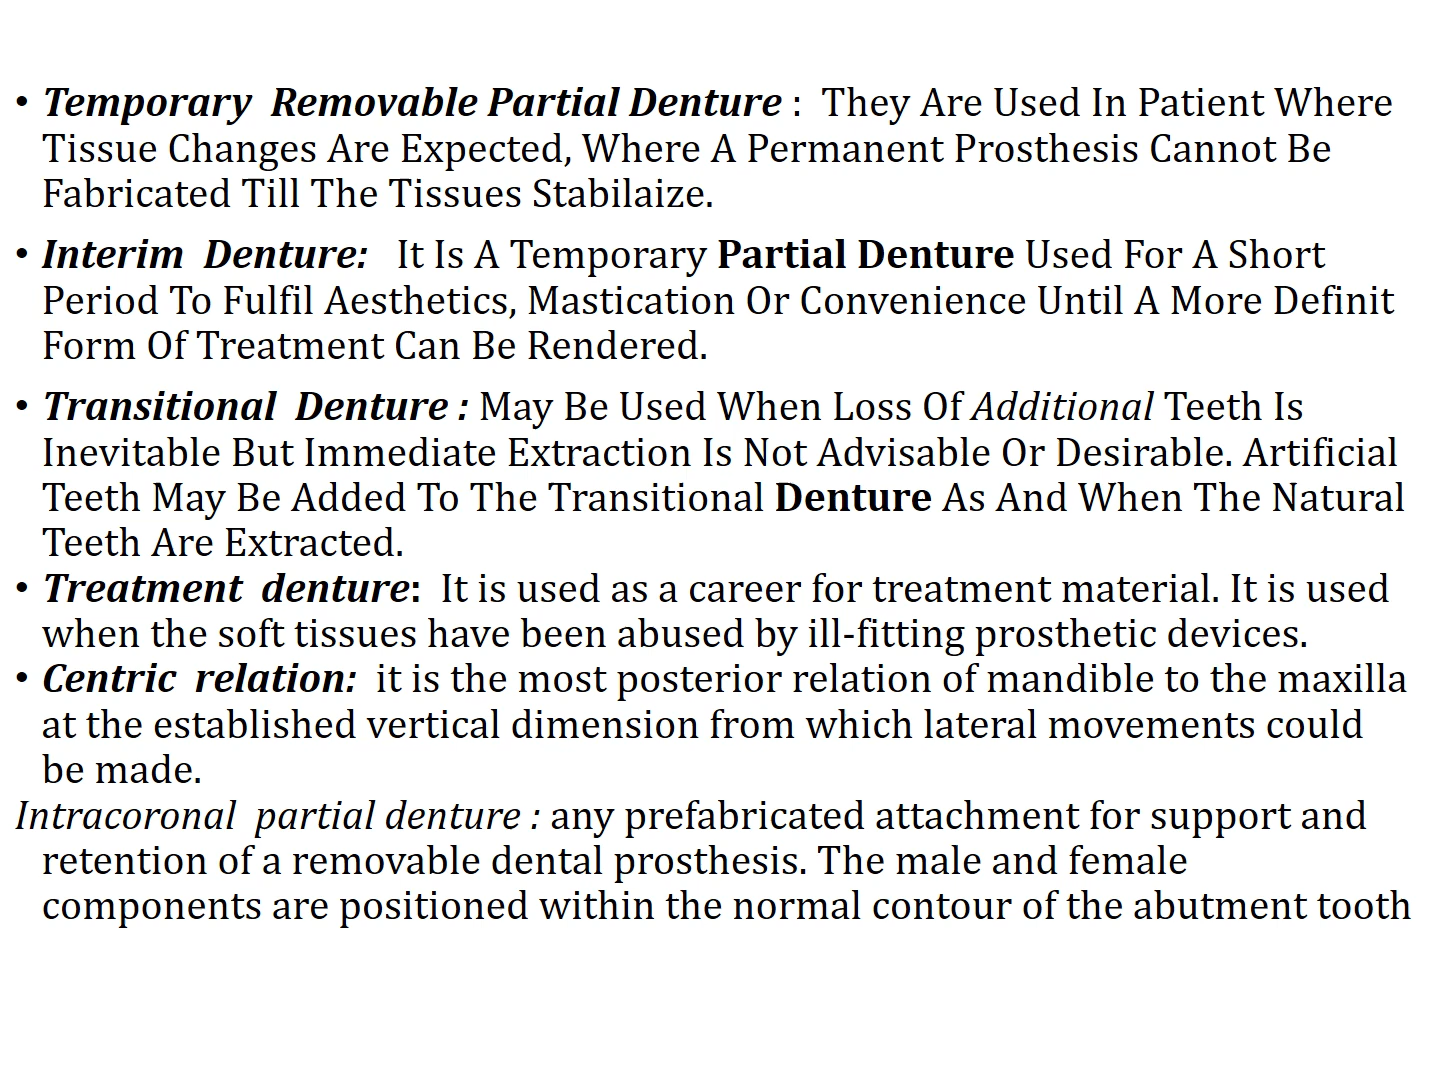 • Temporary Removable Partial Denture : They Are Used In Patient Where
Tissue Changes Are Expected, Where A Permanent Prosthesis Cannot Be
Fabricated Till The Tissues Stabilaize.
• Interim Denture: It Is A Temporary Partial Denture Used For A Short
Period To Fulfil Aesthetics, Mastication Or Convenience Until A More Definit
Form Of Treatment Can Be Rendered.
• Transitional Denture : May Be Used When Loss Of Additional Teeth Is
Inevitable But Immediate Extraction Is Not Advisable Or Desirable. Artificial
Teeth May Be Added To The Transitional Denture As And When The Natural
Teeth Are Extracted.
• Treatment denture: It is used as a career for treatment material. It is used
when the soft tissues have been abused by ill-fitting prosthetic devices.
• Centric relation: it is the most posterior relation of mandible to the maxilla
at the established vertical dimension from which lateral movements could
be made.
Intracoronal partial denture : any prefabricated attachment for support and
retention of a removable dental prosthesis. The male and female
components are positioned within the normal contour of the abutment tooth